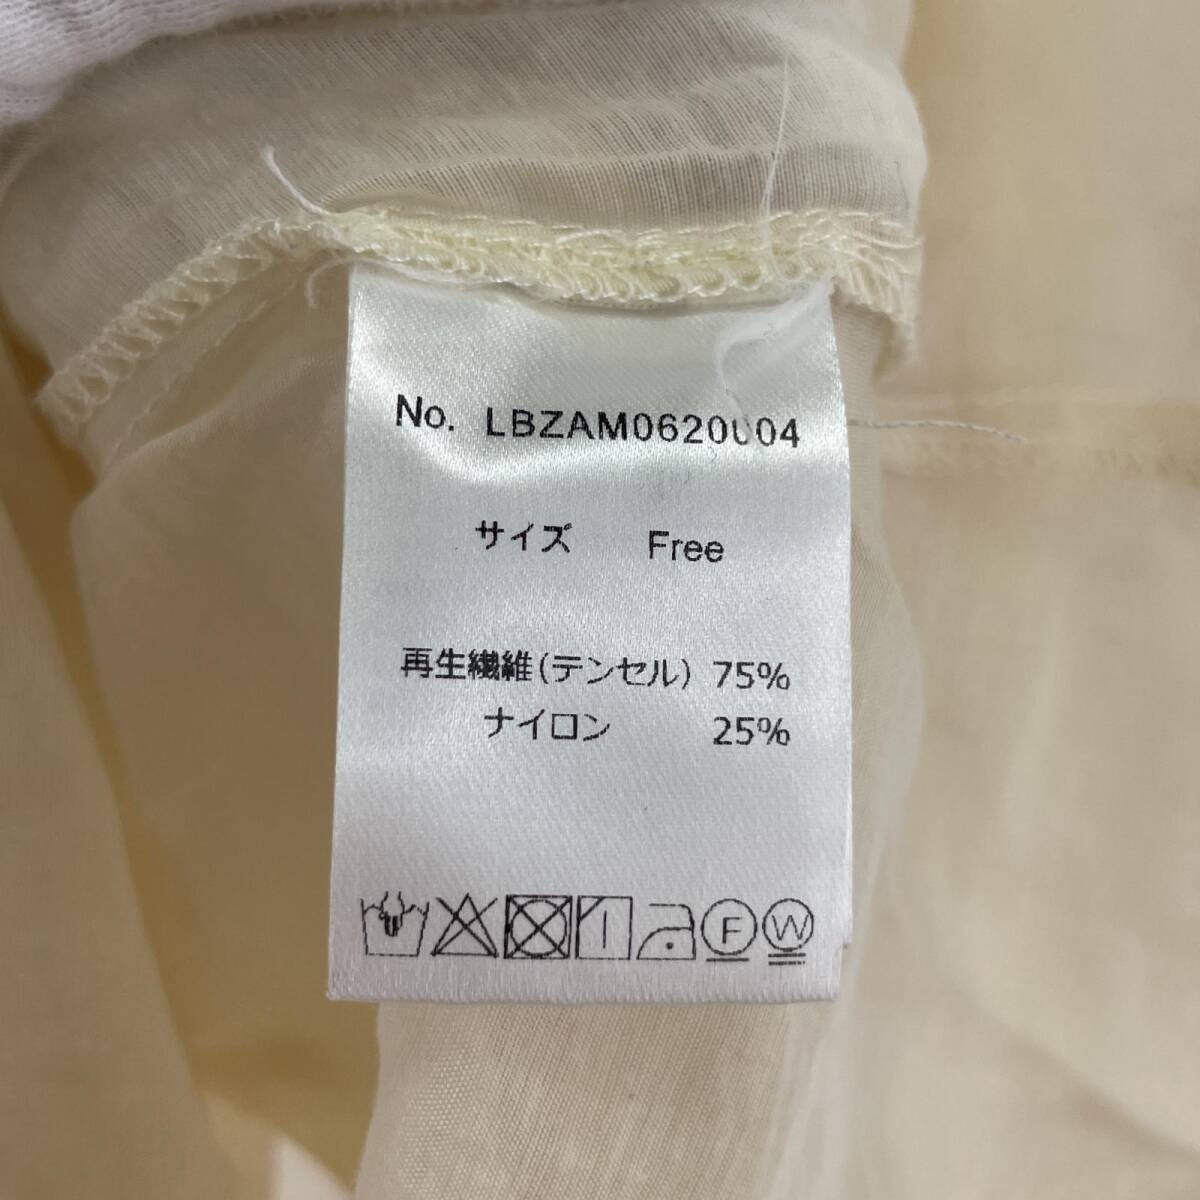 No. LBZAM0620004
サイズ Free
再生繊維(テンセル) 75%
ナイロン 25%
F W